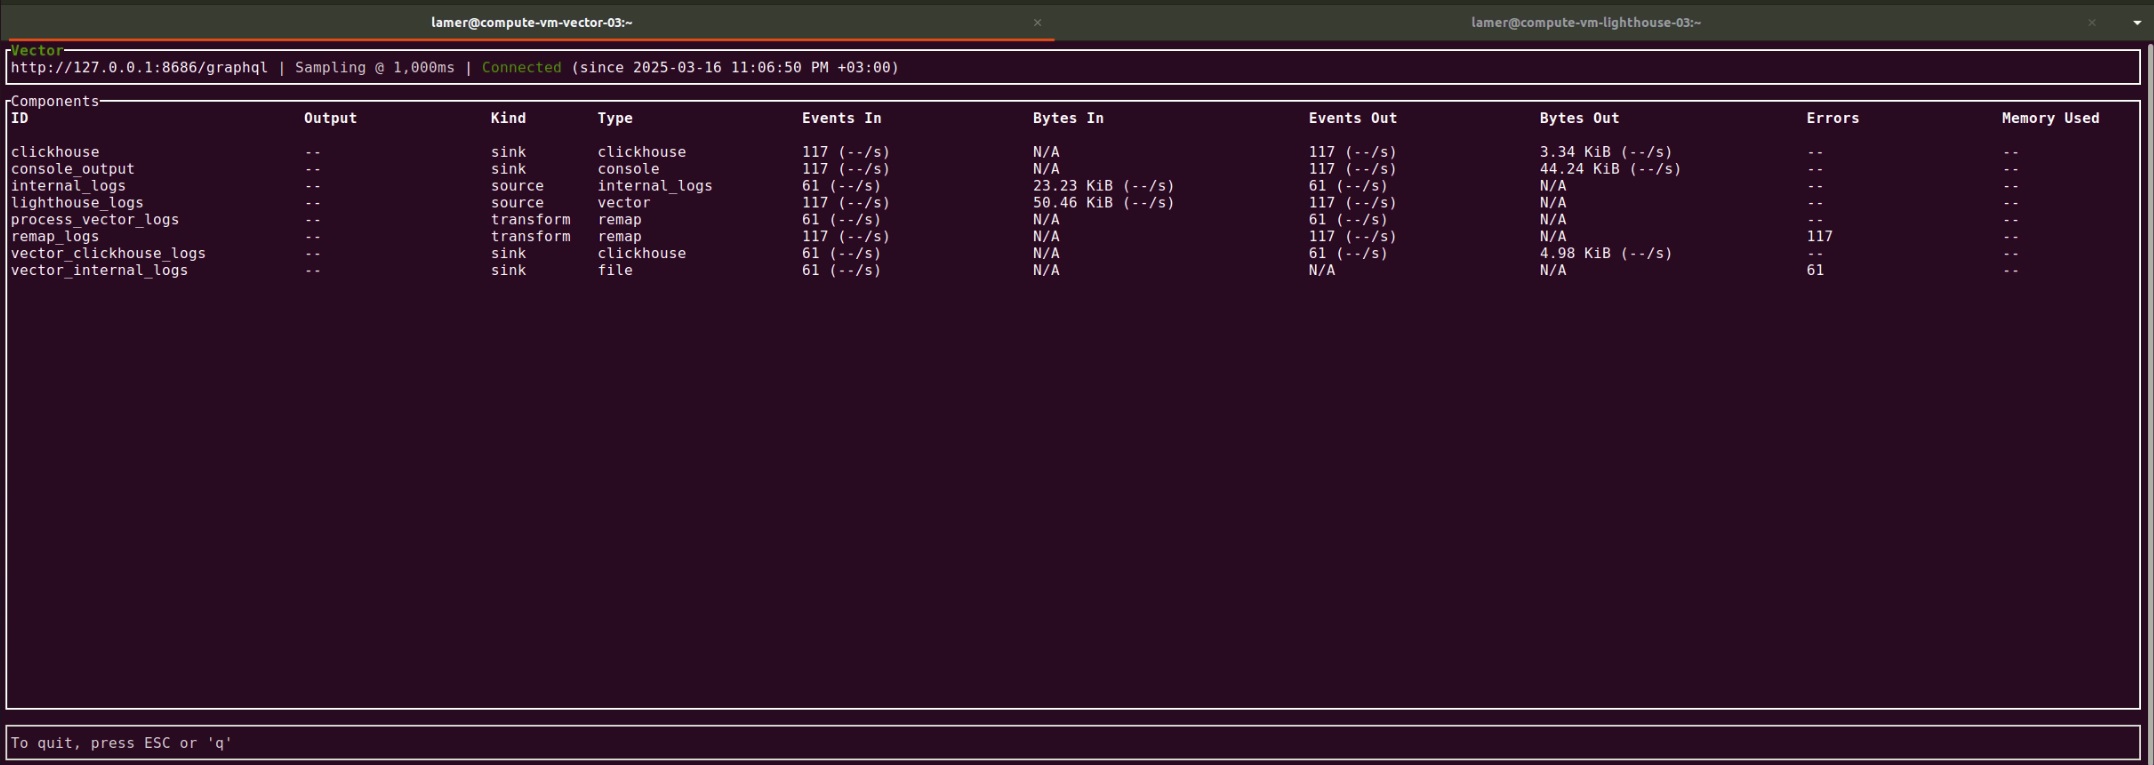 lamer@compute-vm-vector-03:~ × lamer@compute-vm-lighthouse-03:~ ×
Vector
http://127.0.0.1:8686/graphql | Sampling @ 1,000ms | Connected (since 2025-03-16 11:06:50 PM +03:00)
Components
ID Output Kind Type Events In Bytes In Events Out Bytes Out Errors Memory Used
clickhouse -- sink clickhouse 117 (--/s) N/A 117 (--/s) 3.34 KiB (--/s) -- --
console_output -- sink console 117 (--/s) N/A 117 (--/s) 44.24 KiB (--/s) -- --
internal_logs -- source internal_logs 61 (--/s) 23.23 KiB (--/s) 61 (--/s) N/A -- --
lighthouse_logs -- source vector 117 (--/s) 50.46 KiB (--/s) 117 (--/s) N/A -- --
process_vector_logs -- transform remap 61 (--/s) N/A 61 (--/s) N/A -- --
remap_logs -- transform remap 117 (--/s) N/A 117 (--/s) N/A 117 --
vector_clickhouse_logs -- sink clickhouse 61 (--/s) N/A 61 (--/s) 4.98 KiB (--/s) -- --
vector_internal_logs -- sink file 61 (--/s) N/A N/A N/A 61 --
To quit, press ESC or 'q'